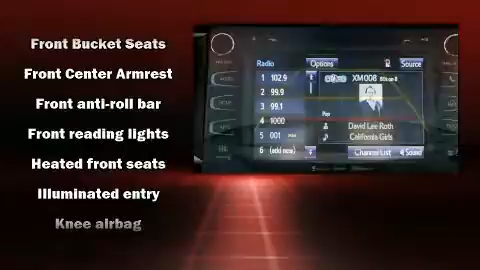 Front Bucket Seats
Front Center Armrest
Front anti-roll bar
Front reading lights
Heated front seats
Illuminated entry
Knee airbag
Radio
Options
Source
1 102.9
2 99.9
3 99.1
4 1000
5 001
6 (add new)
XM008
Pop
David Lee Roth
California Girls
Channel List
Sound